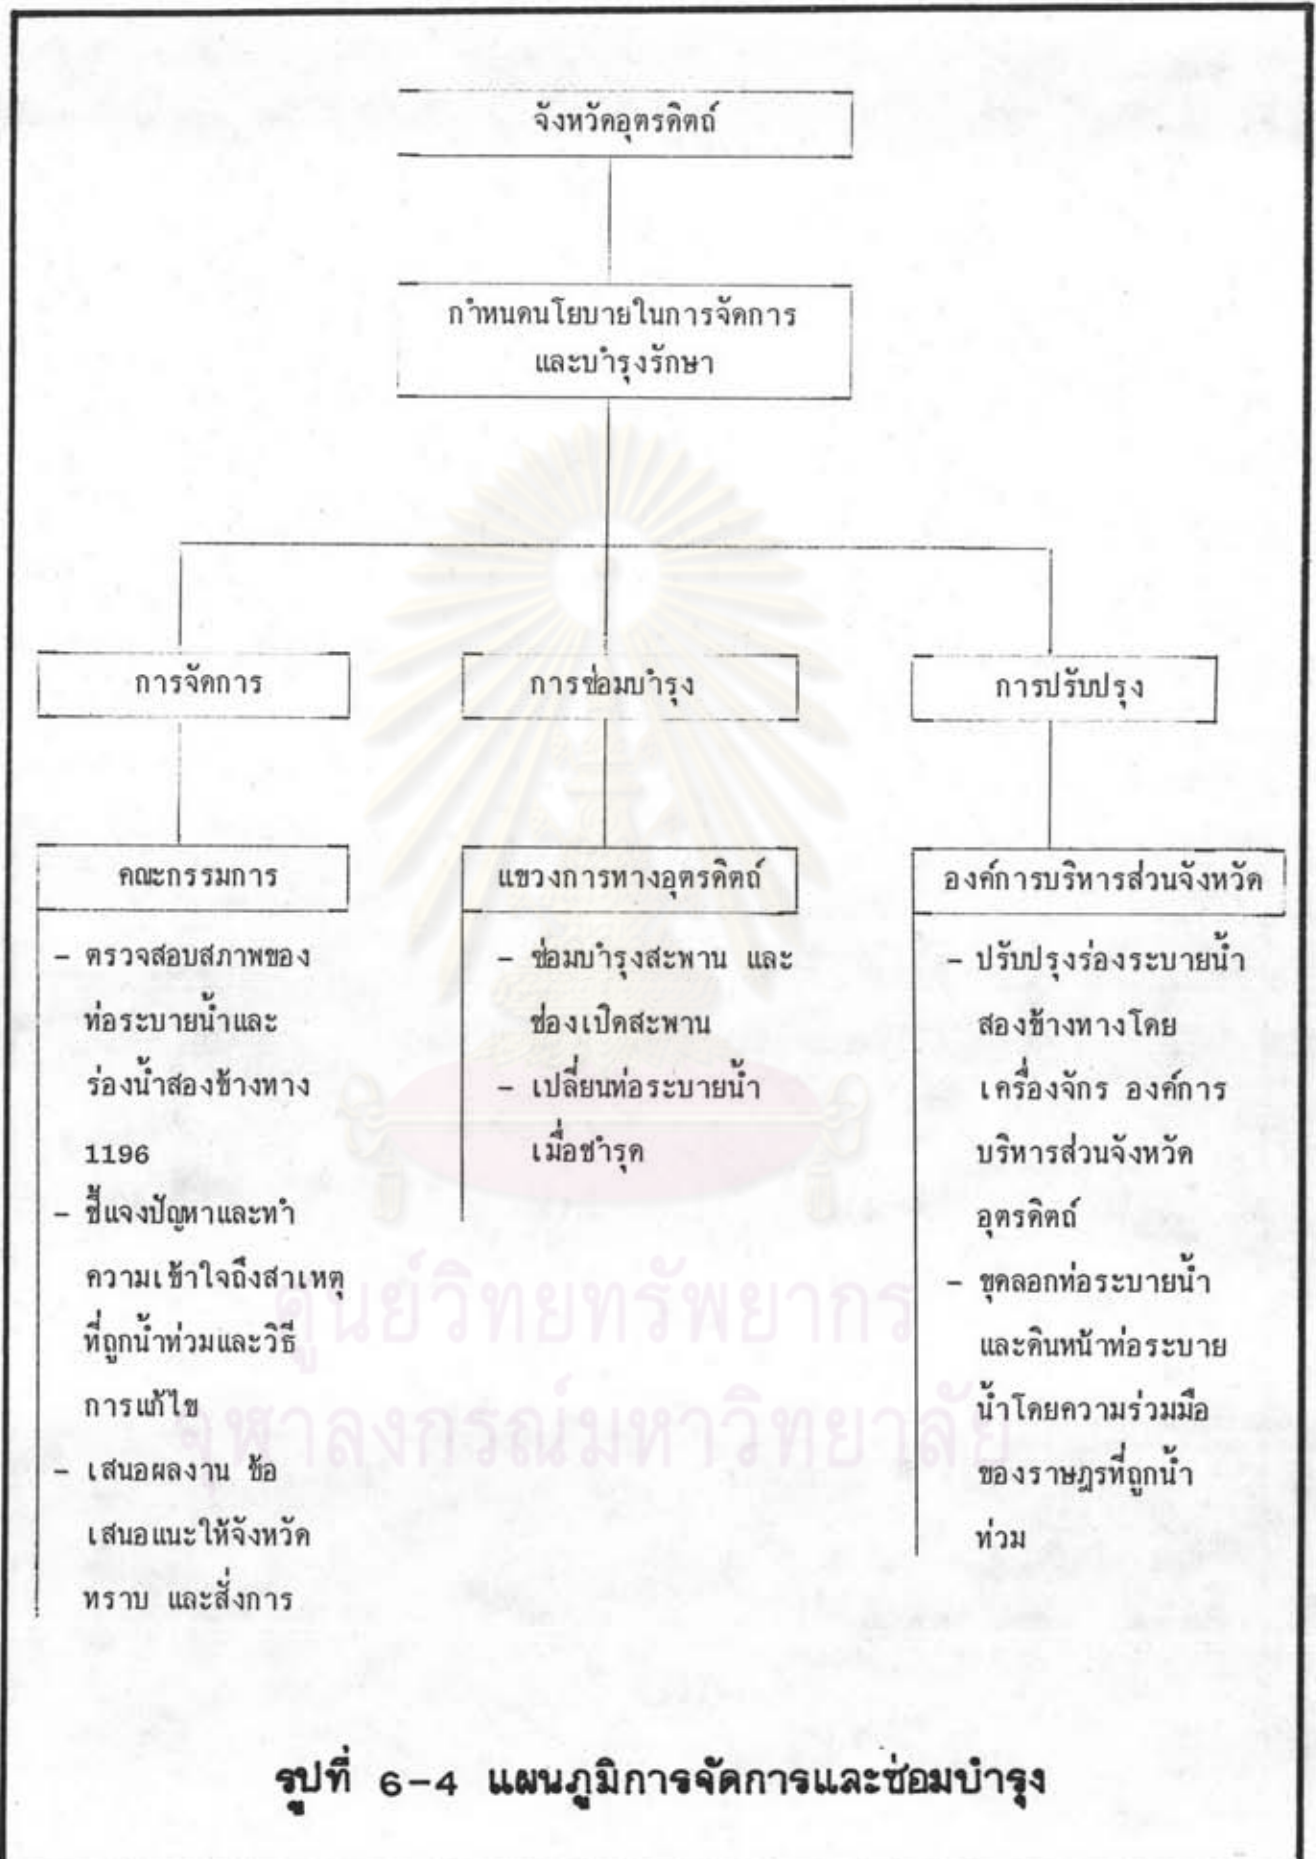 จังหวัดอุตรดิตถ์
กำหนดนโยบายในการจัดการ
และบำรุงรักษา
การจัดการ
การซ่อมบำรุง
การปรับปรุง
คณะกรรมการ
แขวงการทางอุตรดิตถ์
องค์การบริหารส่วนจังหวัด
- ตรวจสอบสภาพของ
ท่อระบายน้ำและ
ร่องน้ำสองข้างทาง
1196
- ชี้แจงปัญหาและทำ
ความเข้าใจถึงสาเหตุ
ที่ถูกน้ำท่วมและวิธี
การแก้ไข
- เสนอผลงาน ข้อ
เสนอแนะให้จังหวัด
ทราบ และสั่งการ
- ซ่อมบำรุงสะพาน และ
ช่องเปิดสะพาน
- เปลี่ยนท่อระบายน้ำ
เมื่อชำรุด
- ปรับปรุงร่องระบายน้ำ
สองข้างทางโดย
เครื่องจักร องค์การ
บริหารส่วนจังหวัด
อุตรดิตถ์
- ขุดลอกท่อระบายน้ำ
และดินหน้าท่อระบาย
น้ำโดยความร่วมมือ
ของราษฎรที่ถูกน้ำ
ท่วม
ศูนย์วิทยทรัพยากร
จุฬาลงกรณ์มหาวิทยาลัย
รูปที่ 6-4 แผนภูมิการจัดการและซ่อมบำรุง